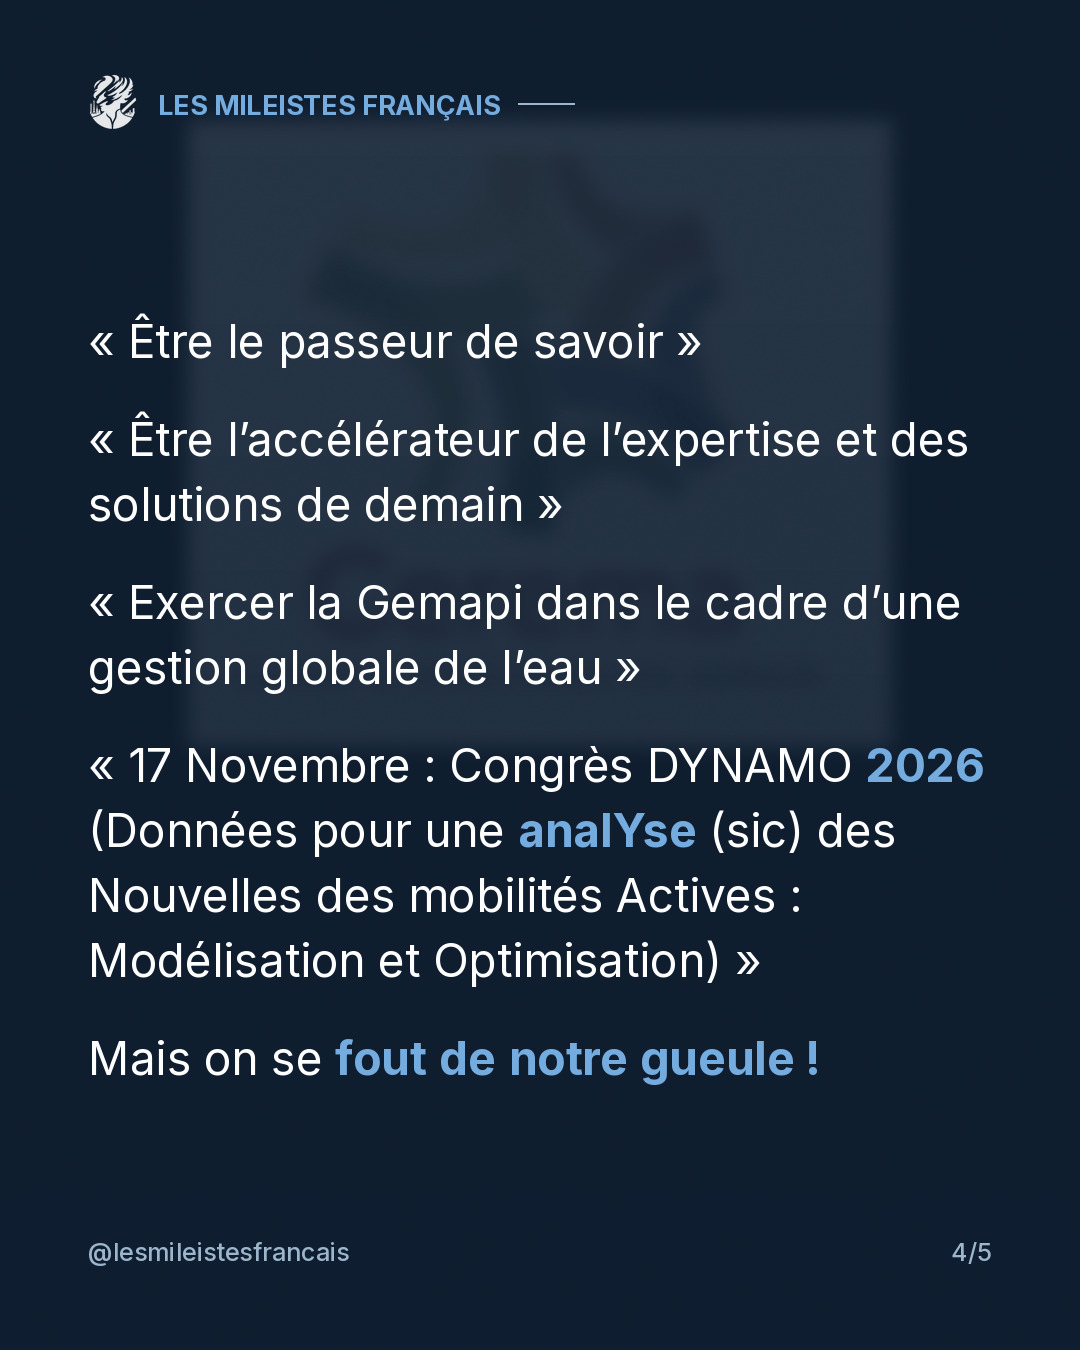 LES MILEISTES FRANÇAIS
« Être le passeur de savoir »
« Être l’accélérateur de l’expertise et des
solutions de demain »
« Exercer la Gemapi dans le cadre d’une
gestion globale de l’eau »
« 17 Novembre : Congrès DYNAMO 2026
(Données pour une analYse (sic) des
Nouvelles des mobilités Actives :
Modélisation et Optimisation) »
Mais on se fout de notre gueule !
@lesmileistesfrancais
4/5